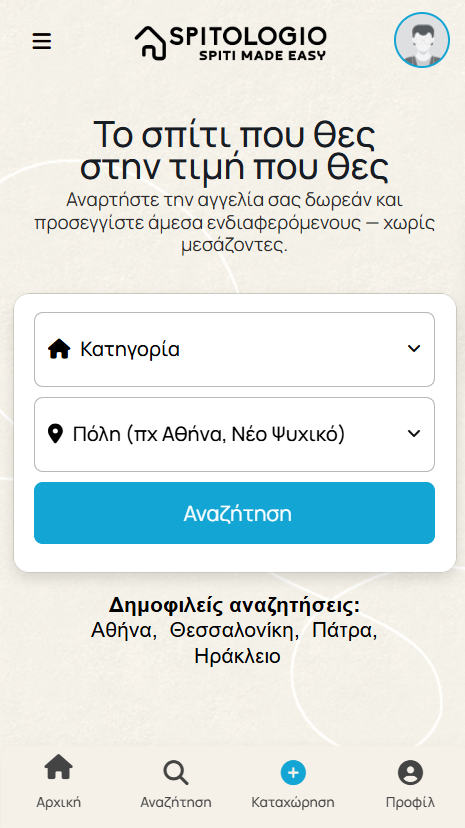 SPITOLOGIO
SPITI MADE EASY
Το σπίτι που θες
στην τιμή που θες
Αναρτήστε την αγγελία σας δωρεάν και
προσεγγίστε άμεσα ενδιαφερόμενους — χωρίς
μεσάζοντες.
Κατηγορία
Πόλη (πχ Αθήνα, Νέο Ψυχικό)
Αναζήτηση
Δημοφιλείς αναζητήσεις:
Αθήνα, Θεσσαλονίκη, Πάτρα,
Ηράκλειο
Αρχική Αναζήτηση Καταχώρηση Προφίλ